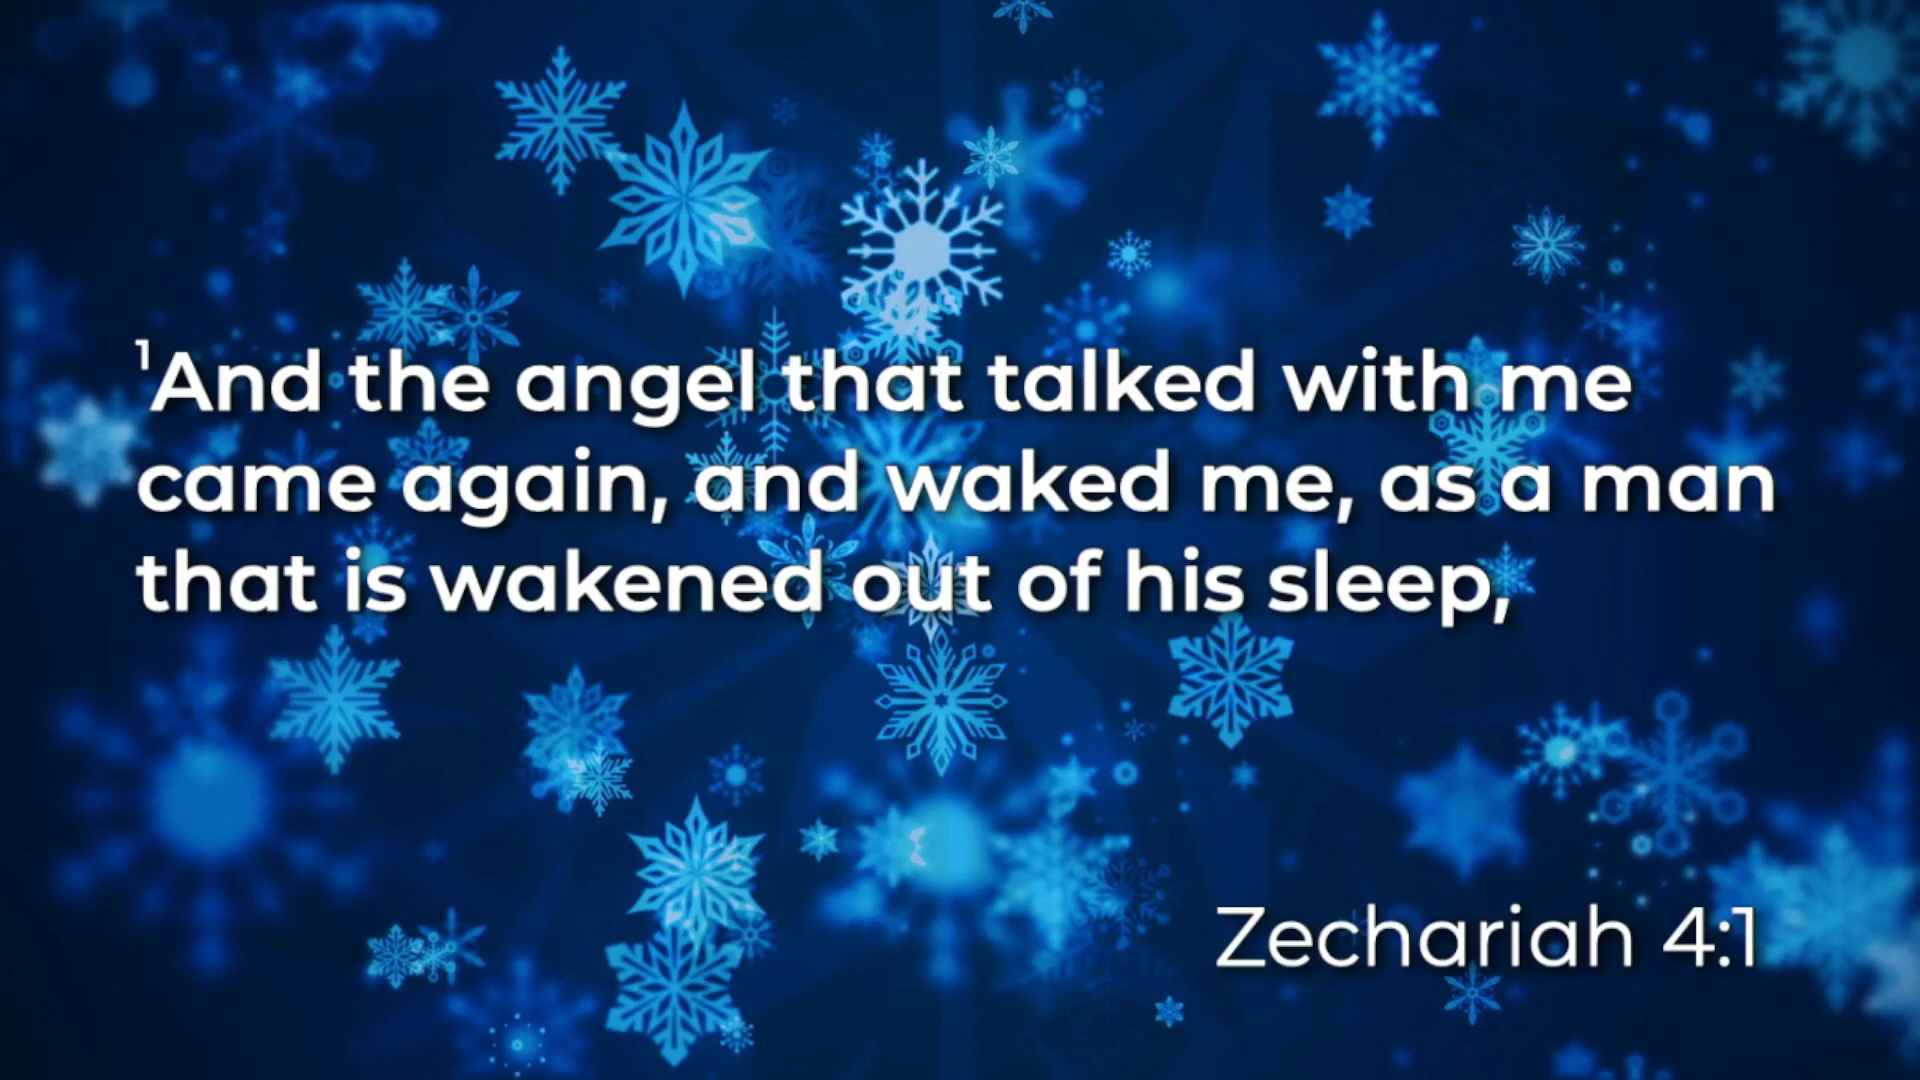 ¹And the angel that talked with me
came again, and waked me, as a man
that is wakened out of his sleep,
Zechariah 4:1